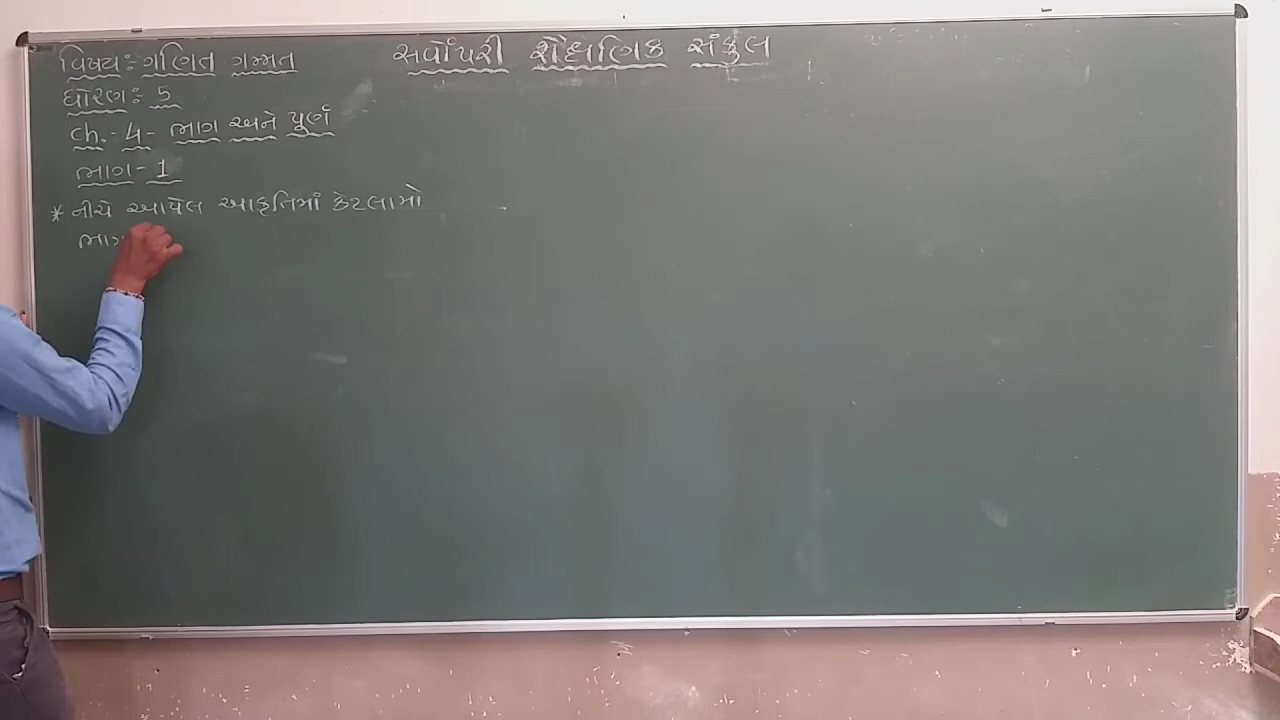 સર્વોપરી શૈક્ષણિક સંકુલ
વિષય:- ગણિત ગમ્મત
ધોરણ:- 5
ch.- 4- ભાગ અને પૂર્ણ
ભાગ- 1
* નીચે આપેલ આકૃતિમાં કેટલામો
ભાગ